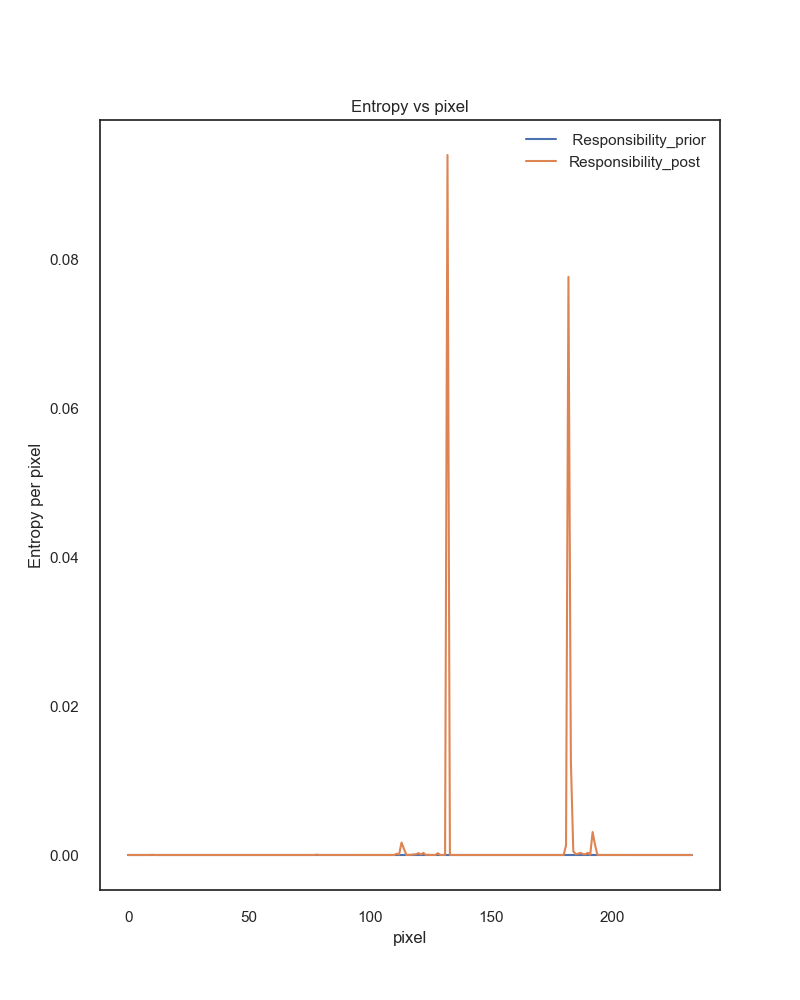 Entropy vs pixel
Responsibility_prior
Responsibility_post
Entropy per pixel
0.08
0.06
0.04
0.02
0.00
0 50 100 150 200
pixel